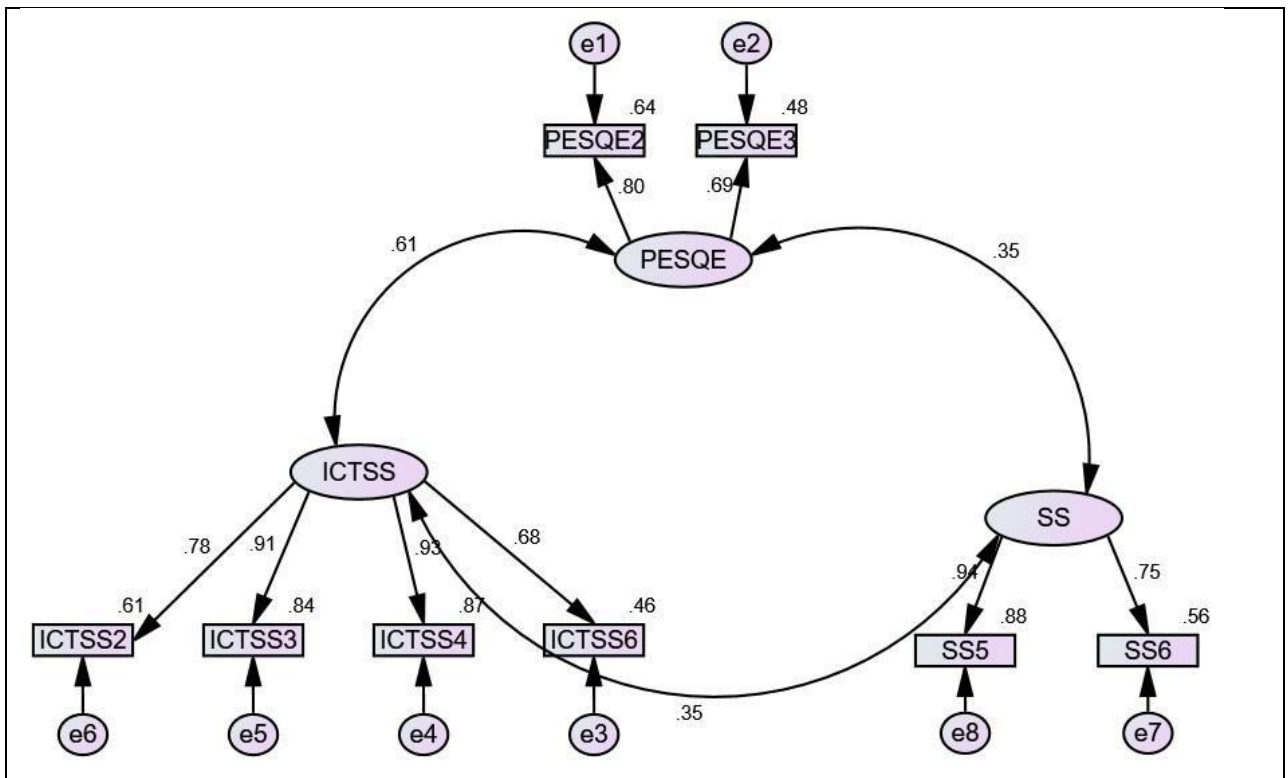 e1 e2
.64 .48
PESQE2 PESQE3
.80 .69
.61 PESQE .35
ICTSS
SS
.78 .91 .93 .68
.94 .75
.61 .84 .87 .46
.88 .56
ICTSS2 ICTSS3 ICTSS4 ICTSS6
SS5 SS6
.35
e6 e5 e4 e3 e8 e7